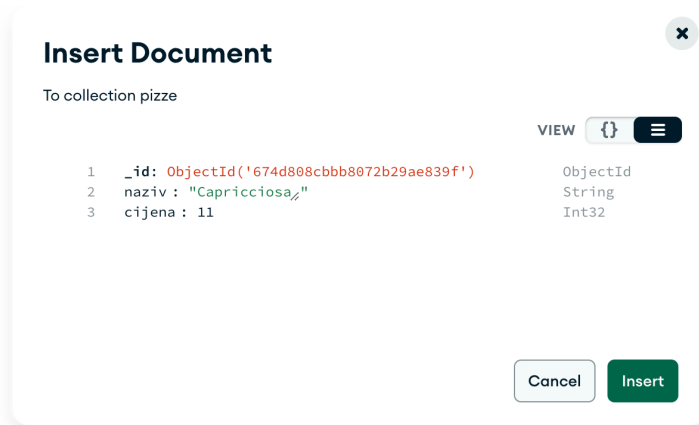 Insert Document
To collection pizze
VIEW {}
1 _id: ObjectId('674d808cbbb8072b29ae839f') ObjectId
2 naziv : "Capricciosa " String
3 cijena : 11 Int32
Cancel Insert